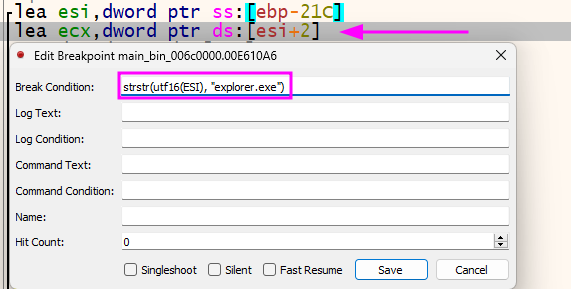 lea esi,dword ptr ss:[ebp-21C]
lea ecx,dword ptr ds:[esi+2]
Edit Breakpoint main_bin_006c0000.00E610A6
Break Condition: strstr(utf16(ESI), "explorer.exe")
Log Text:
Log Condition:
Command Text:
Command Condition:
Name:
Hit Count: 0
Singleshoot Silent Fast Resume Save Cancel